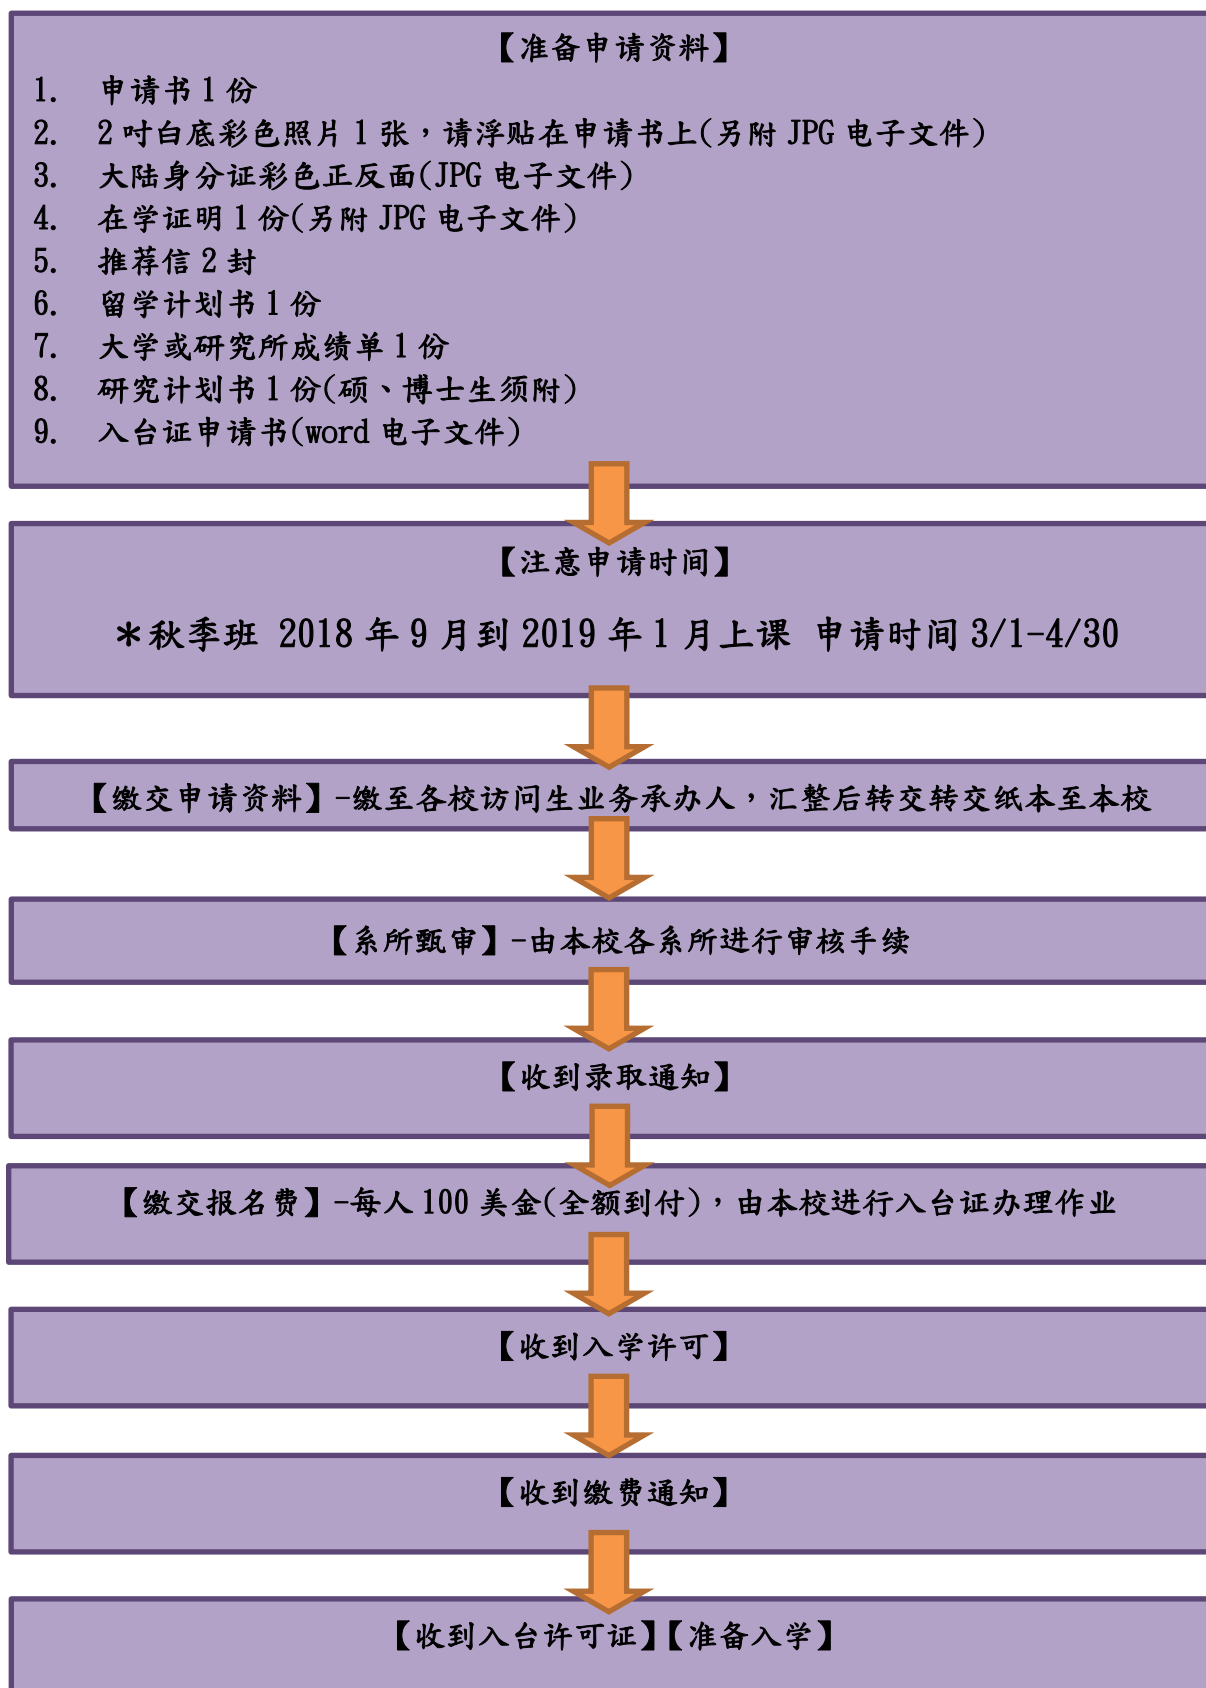 【准备申请资料】
1. 申请书 1 份
2. 2 吋白底彩色照片 1 张，请浮贴在申请书上(另附 JPG 电子文件)
3. 大陆身分证彩色正反面(JPG 电子文件)
4. 在学证明 1 份(另附 JPG 电子文件)
5. 推荐信 2 封
6. 留学计划书 1 份
7. 大学或研究所成绩单 1 份
8. 研究计划书 1 份(硕、博士生须附)
9. 入台证申请书(word 电子文件)
【注意申请时间】
＊秋季班 2018 年 9 月到 2019 年 1 月上课 申请时间 3/1-4/30
【缴交申请资料】-缴至各校访问生业务承办人，汇整后转交转交纸本至本校
【系所甄审】-由本校各系所进行审核手续
【收到录取通知】
【缴交报名费】-每人 100 美金(全额到付)，由本校进行入台证办理作业
【收到入学许可】
【收到缴费通知】
【收到入台许可证】【准备入学】